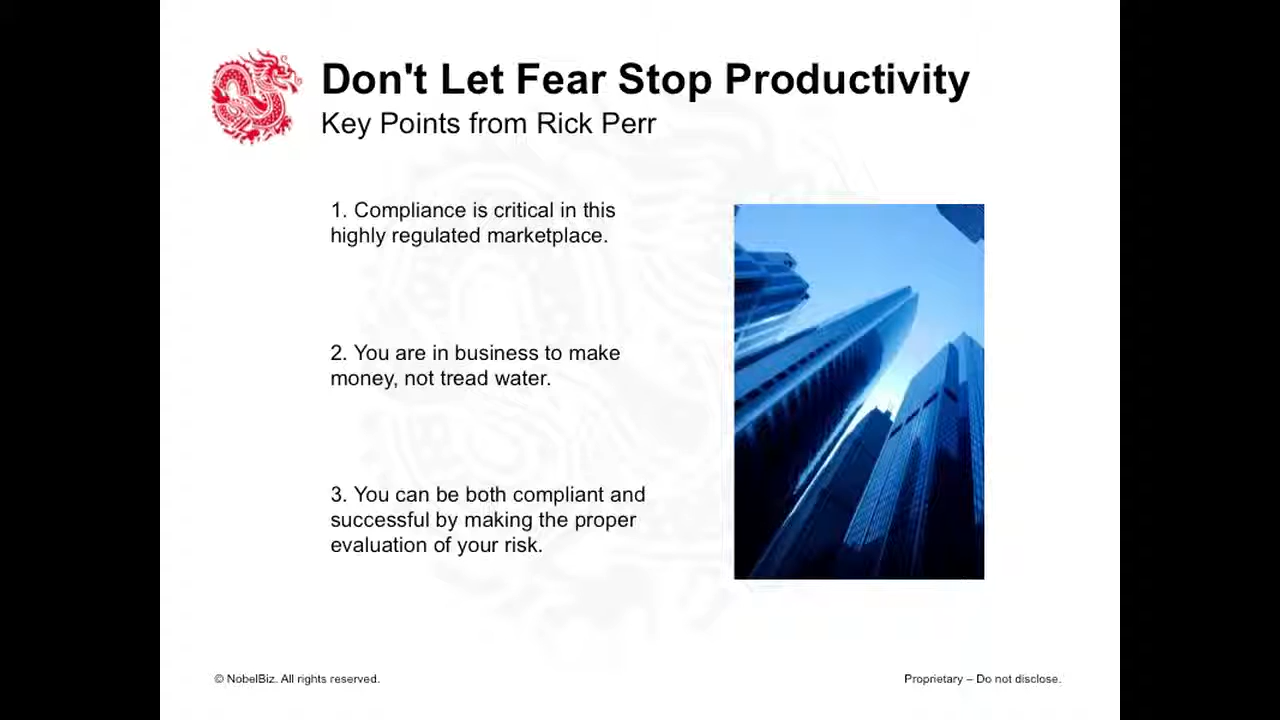 Don't Let Fear Stop Productivity
Key Points from Rick Perr
1. Compliance is critical in this
highly regulated marketplace.
2. You are in business to make
money, not tread water.
3. You can be both compliant and
successful by making the proper
evaluation of your risk.
© NobelBiz. All rights reserved.
Proprietary – Do not disclose.